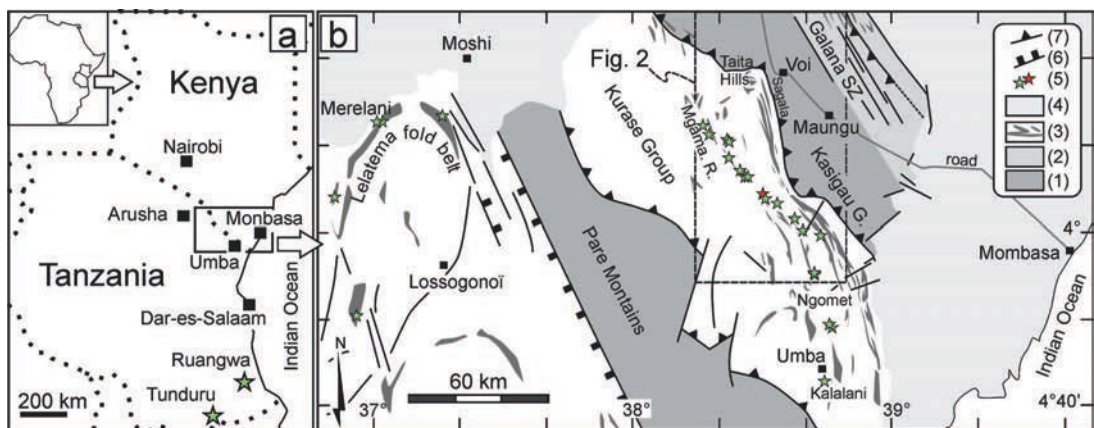 a
Kenya
Nairobi
Arusha
Monbasa
Umba
Tanzania
Dar-es-Salaam
Indian Ocean
Ruangwa
Tunduru
200 km
b
Moshi
Fig. 2
Taita
Hills
Voi
Sagala
Galana SZ
Merelani
Lelatema fold belt
Kurase Group
Mgama. R.
Maungu
Kasigau G.
road
4°
Mombasa
Pare Montains
Lossogonoï
Ngomet
Indian Ocean
N
60 km
Umba
Kalalani
37°
38°
39°
4°40'
(7)
(6)
(5)
(4)
(3)
(2)
(1)